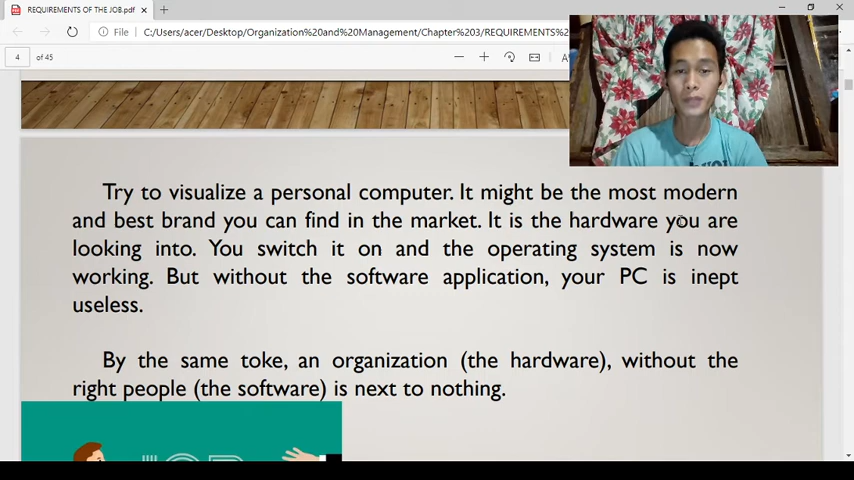 REQUIREMENTS OF THE JOB.pdf
File
C:/Users/acer/Desktop/Organization%20and%20Management/Chapter%203/REQUIREMENTS%
4 of 45
Try to visualize a personal computer. It might be the most modern
and best brand you can find in the market. It is the hardware you are
looking into. You switch it on and the operating system is now
working. But without the software application, your PC is inept
useless.
By the same toke, an organization (the hardware), without the
right people (the software) is next to nothing.